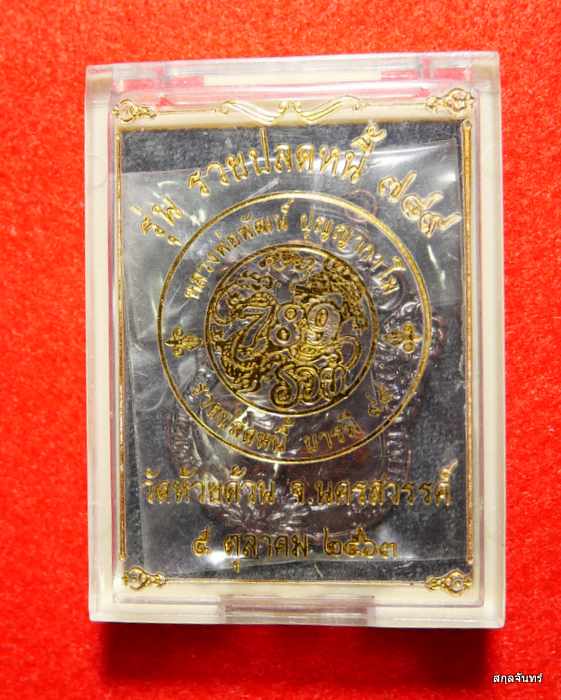 รุ่น รวยปลดหนี้ ๗๘๙
หลวงพ่อพัฒน์ ปุญฺญกาโม
789
รวยปลดหนี้ บารมี
วัดห้วยด้วน จ.นครสวรรค์
๕ ตุลาคม ๒๕๖๓
สกุลจันทร์